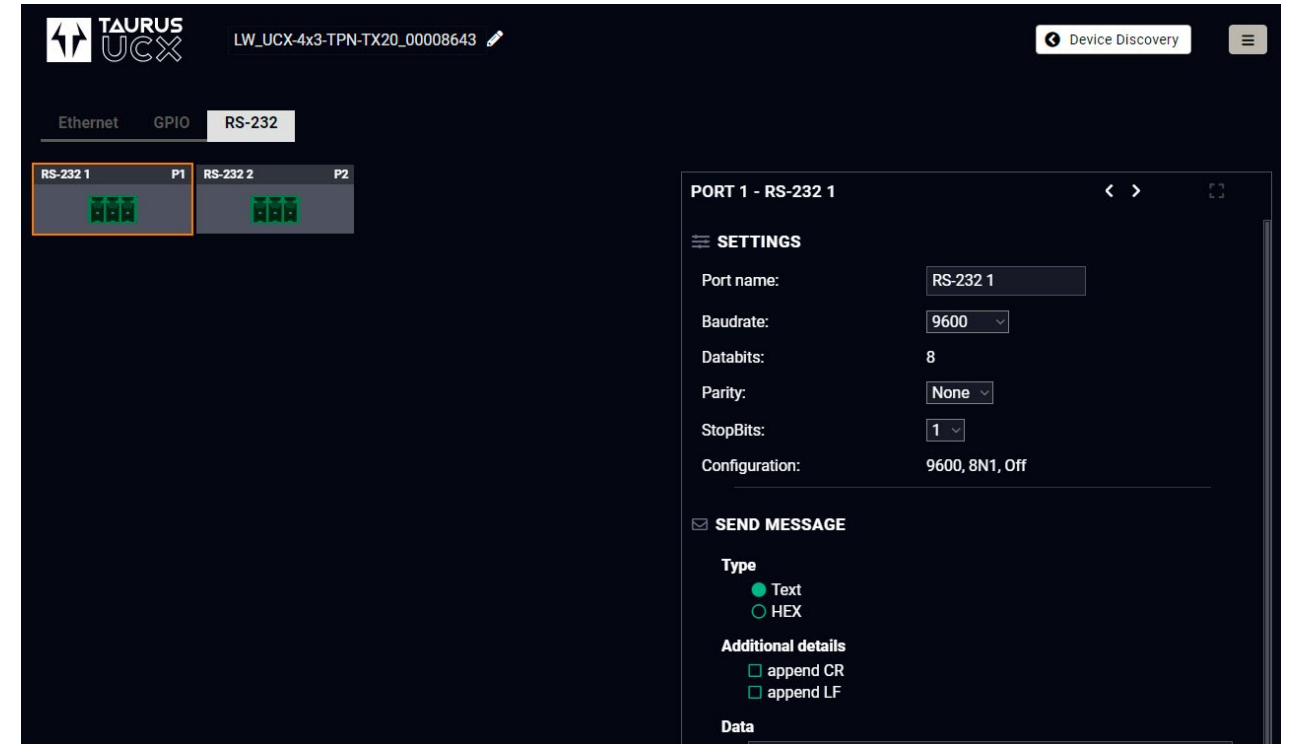 TAURUS
UCX
LW_UCX-4x3-TPN-TX20_00008643
Device Discovery
Ethernet GPIO RS-232
RS-232 1 P1 RS-232 2 P2
PORT 1 - RS-232 1
SETTINGS
Port name: RS-232 1
Baudrate: 9600
Databits: 8
Parity: None
StopBits: 1
Configuration: 9600, 8N1, Off
SEND MESSAGE
Type
Text
HEX
Additional details
append CR
append LF
Data